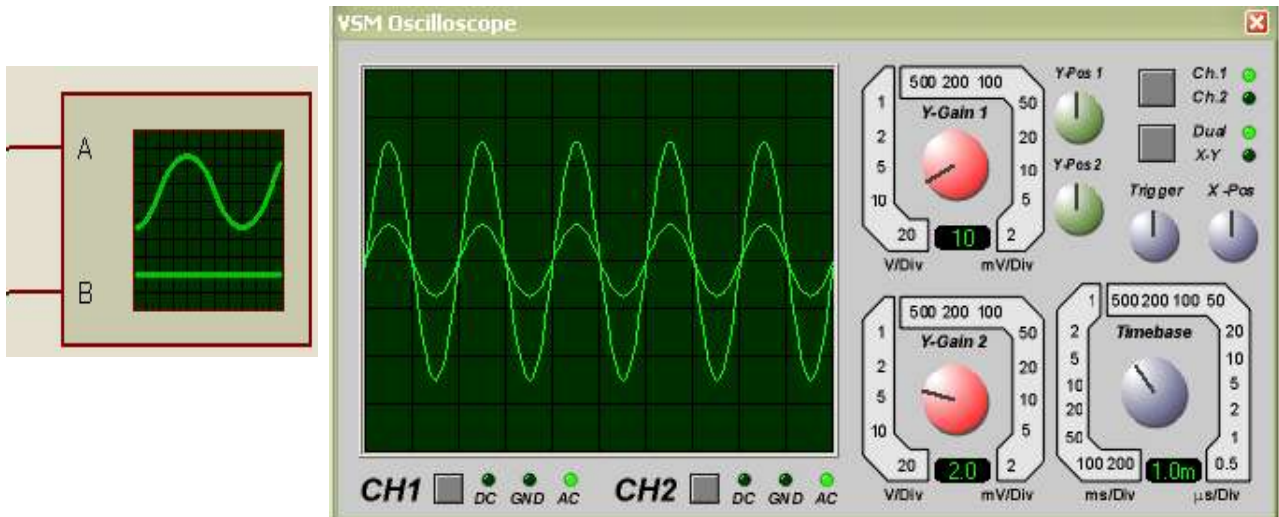 VSM Oscilloscope
A
B
500 200 100
1
2
5
10
20
Y-Gain 1
50
20
10
5
2
10
V/Div
mV/Div
Y-Pos 1
Y-Pos 2
Ch.1
Ch.2
Dual
X-Y
Trigger
X -Pos
500 200 100
1
2
5
10
20
Y-Gain 2
50
20
10
5
2
2.0
V/Div
mV/Div
1
500 200 100 50
2
5
10
20
50
100 200
Timebase
20
10
5
2
1
0.5
1.0m
ms/Div
µs/Div
CH1
DC GND AC
CH2
DC GND AC